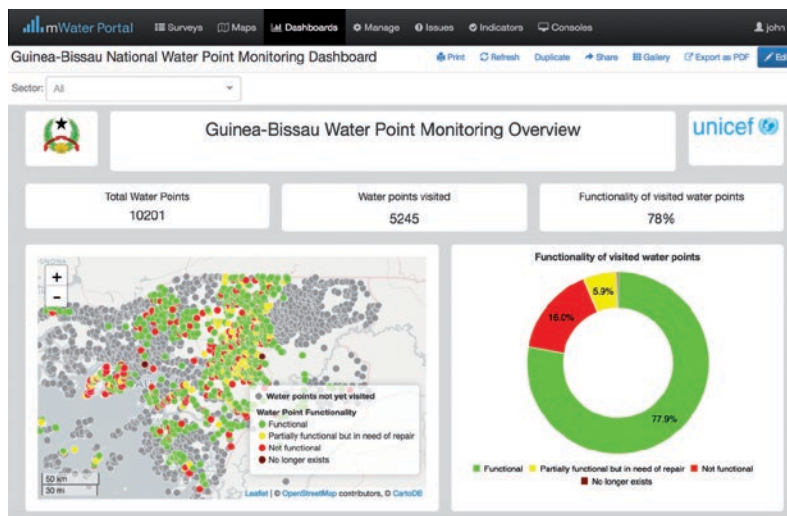 mWater Portal Surveys Maps Dashboards Manage Issues Indicators Consoles john
Guinea-Bissau National Water Point Monitoring Dashboard Print Refresh Duplicate Share Gallery Export as PDF Edi
Sector: All
Guinea-Bissau Water Point Monitoring Overview
unicef
Total Water Points
10201
Water points visited
5245
Functionality of visited water points
78%
+
−
Water points not yet visited
Water Point Functionality
Functional
Partially functional but in need of repair
Not functional
No longer exists
50 km
30 mi
Leaflet | © OpenStreetMap contributors, © CartoDB
Functionality of visited water points
5.9%
16.0%
77.9%
Functional Partially functional but in need of repair Not functional
No longer exists